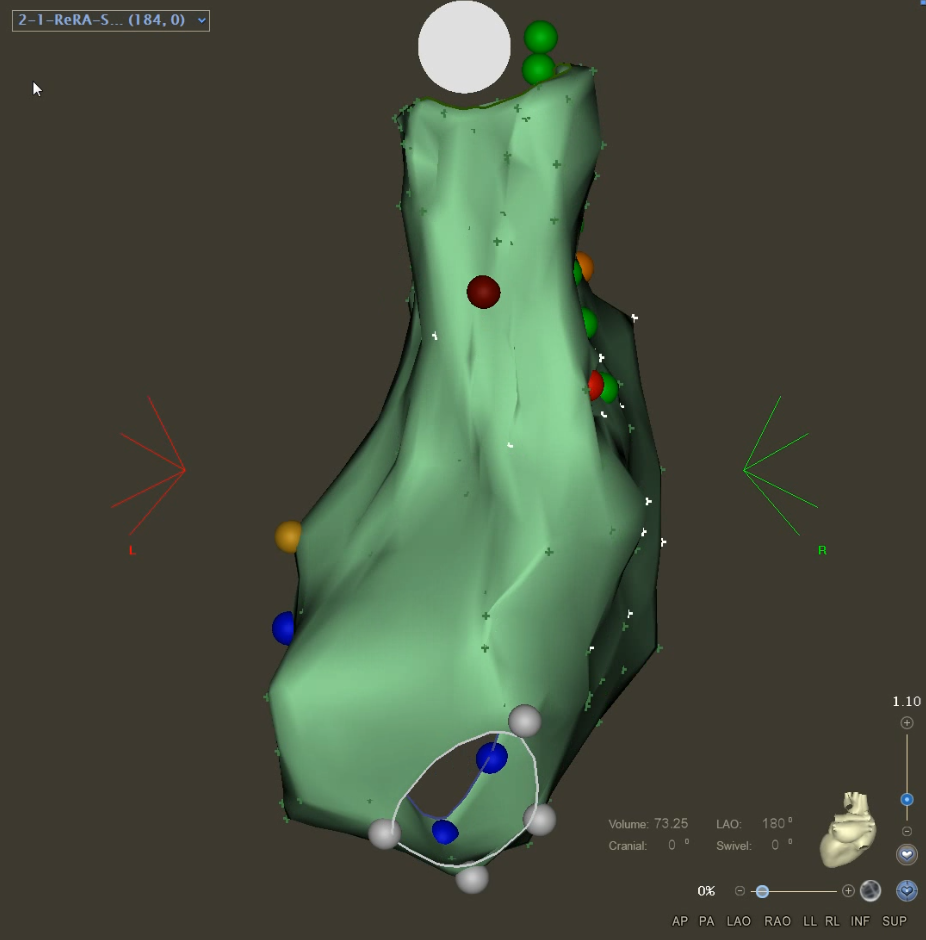 2-1-ReRA-S... (184, 0)
L
R
1.10
Volume: 73.25 LAO: 180°
Cranial: 0° Swivel: 0°
0%
AP PA LAO RAO LL RL INF SUP